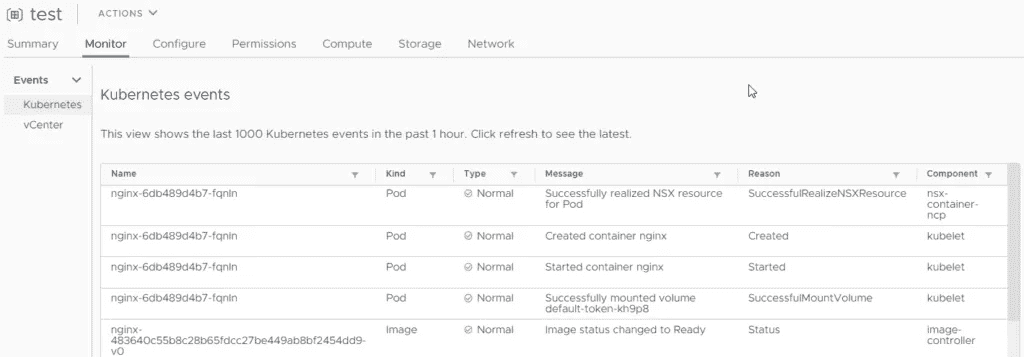 test ACTIONS
Summary Monitor Configure Permissions Compute Storage Network
Events
Kubernetes
vCenter
Kubernetes events
This view shows the last 1000 Kubernetes events in the past 1 hour. Click refresh to see the latest.
Name Kind Type Message Reason Component
nginx-6db489d4b7-fqnln Pod Normal Successfully realized NSX resource SuccessfulRealizeNSXResource nsx-
for Pod container-
ncp
nginx-6db489d4b7-fqnln Pod Normal Created container nginx Created kubelet
nginx-6db489d4b7-fqnln Pod Normal Started container nginx Started kubelet
nginx-6db489d4b7-fqnln Pod Normal Successfully mounted volume SuccessfulMountVolume kubelet
default-token-kh9p8
nginx- Image Normal Image status changed to Ready Status image-
483640c55b8c28b65fdcc27be449ab8bf2454dd9- controller
v0